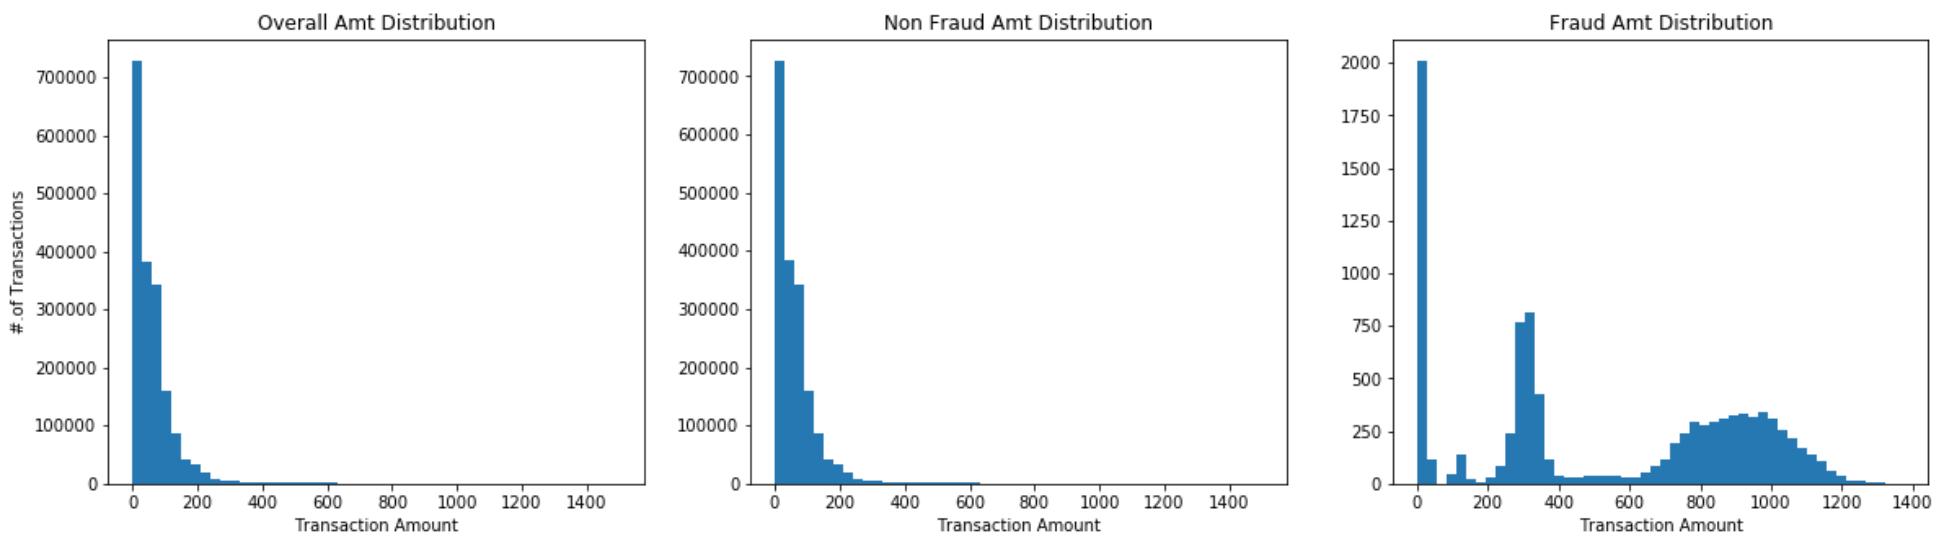 Overall Amt Distribution
700000
600000
500000
400000
300000
200000
100000
0
#.of Transactions
0 200 400 600 800 1000 1200 1400
Transaction Amount
Non Fraud Amt Distribution
700000
600000
500000
400000
300000
200000
100000
0
0 200 400 600 800 1000 1200 1400
Transaction Amount
Fraud Amt Distribution
2000
1750
1500
1250
1000
750
500
250
0
0 200 400 600 800 1000 1200 1400
Transaction Amount